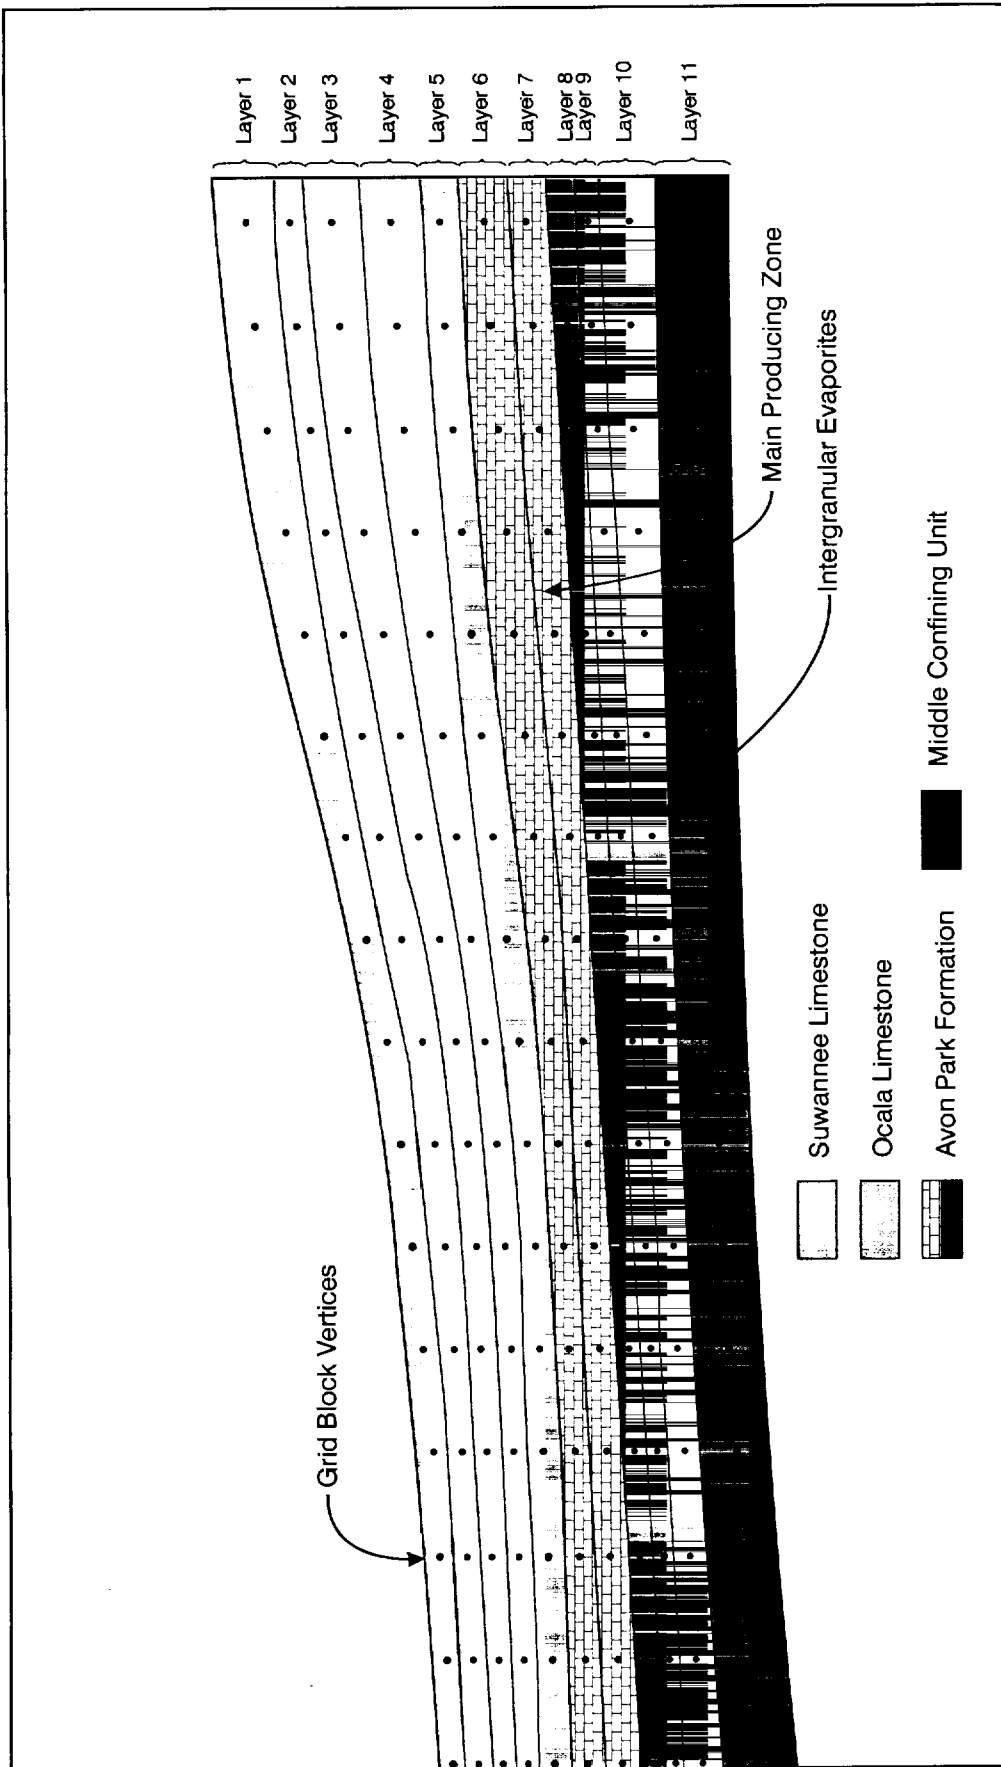 Layer 1
Layer 2
Layer 3
Layer 4
Layer 5
Layer 6
Layer 7
Layer 8
Layer 9
Layer 10
Layer 11
Main Producing Zone
Intergranular Evaporites
Grid Block Vertices
Suwannee Limestone
Ocala Limestone
Avon Park Formation
Middle Confining Unit